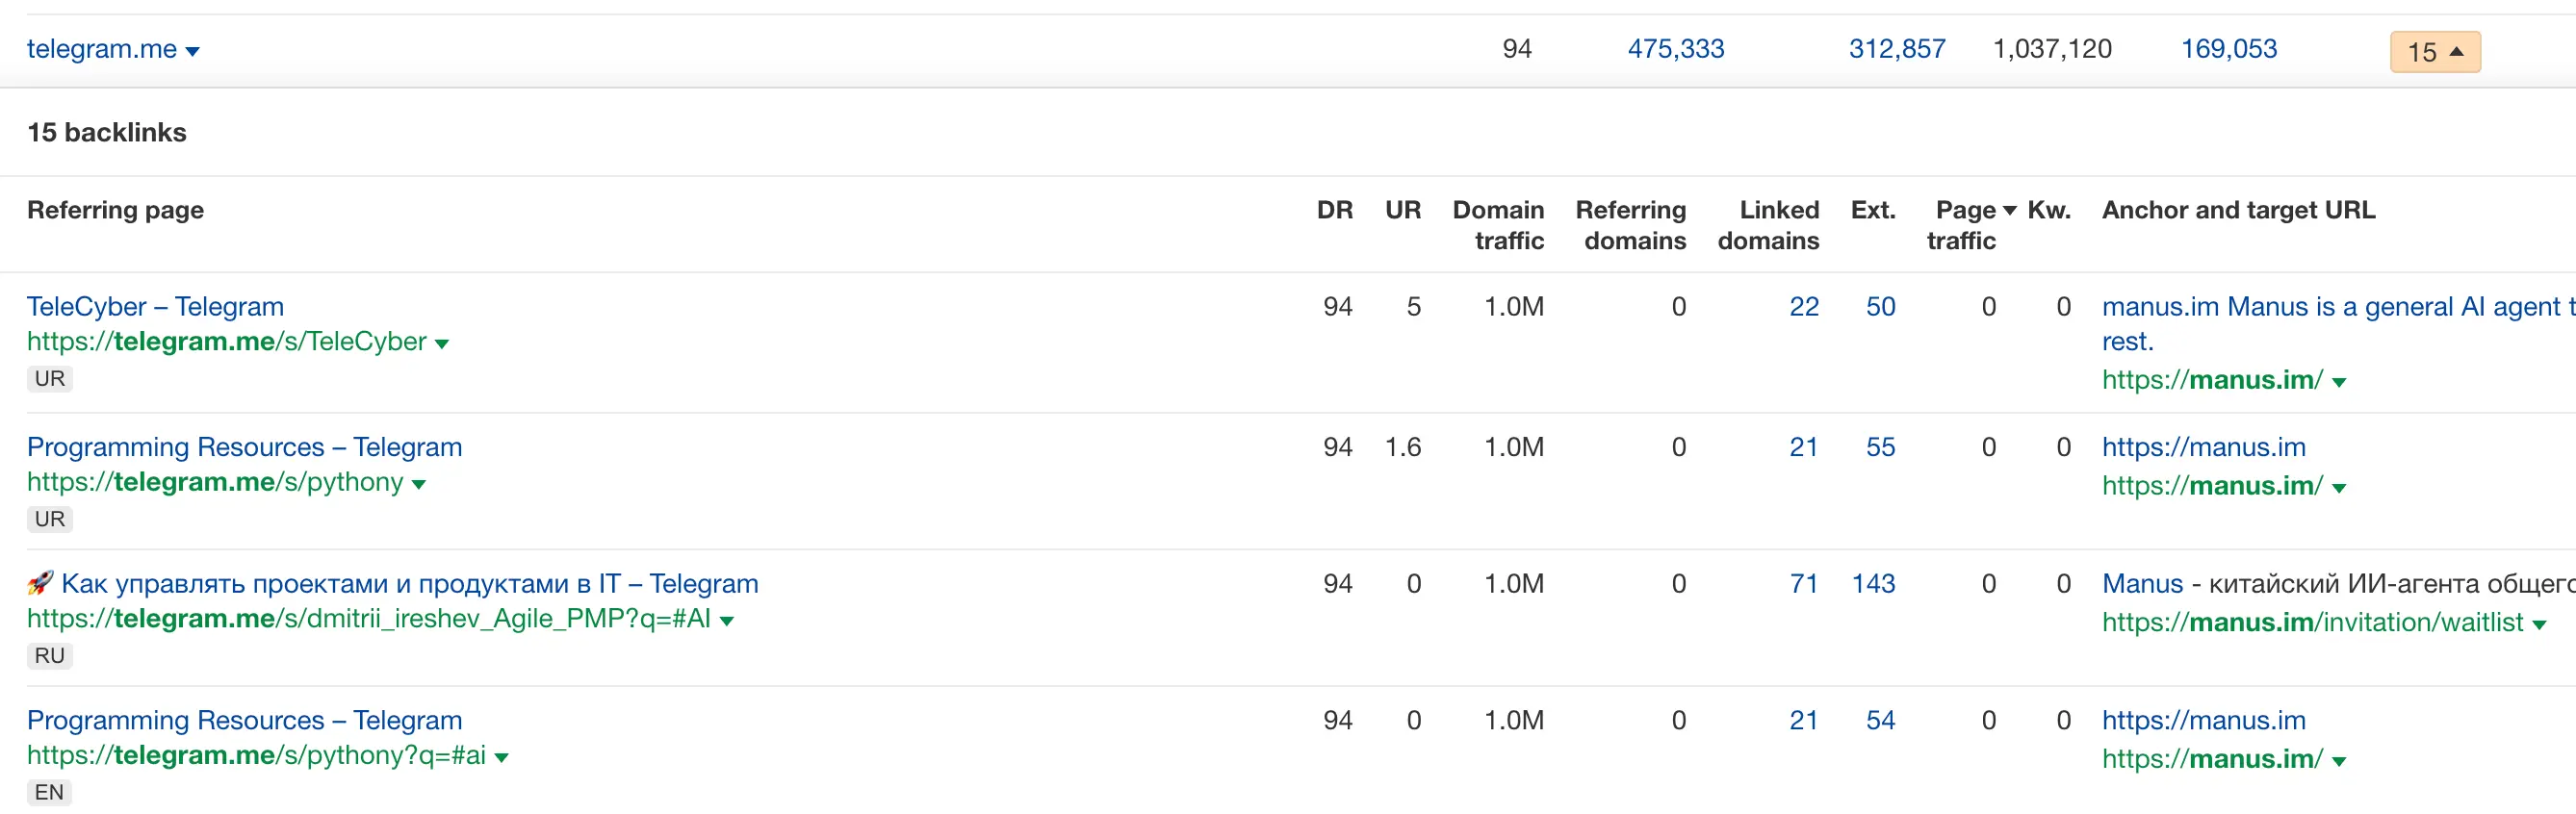 telegram.me 94 475,333 312,857 1,037,120 169,053 15
15 backlinks
Referring page DR UR Domain traffic Referring domains Linked domains Ext. Page traffic Kw. Anchor and target URL
TeleCyber – Telegram 94 5 1.0M 0 22 50 0 0 manus.im Manus is a general AI agent
https://telegram.me/s/TeleCyber rest.
UR https://manus.im/
Programming Resources – Telegram 94 1.6 1.0M 0 21 55 0 0 https://manus.im
https://telegram.me/s/pythony https://manus.im/
UR
🚀 Как управлять проектами и продуктами в IT – Telegram 94 0 1.0M 0 71 143 0 0 Manus - китайский ИИ-агента
https://telegram.me/s/dmitrii_ireshev_Agile_PMP?q=#AI https://manus.im/invitation/waitlist
RU
Programming Resources – Telegram 94 0 1.0M 0 21 54 0 0 https://manus.im
https://telegram.me/s/pythony?q=#ai https://manus.im/
EN